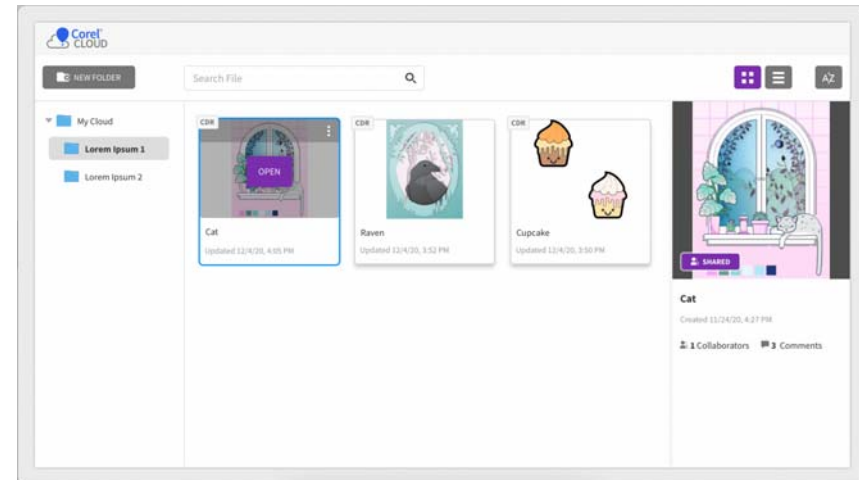 Corel
CLOUD
NEW FOLDER
Search File
AZ
My Cloud
Lorem Ipsum 1
Lorem Ipsum 2
CDR
OPEN
Cat
Updated 12/4/20, 4:05 PM
CDR
Raven
Updated 12/4/20, 3:52 PM
CDR
Cupcake
Updated 12/4/20, 3:50 PM
SHARED
Cat
Created 11/24/20, 4:27 PM
1 Collaborators
3 Comments